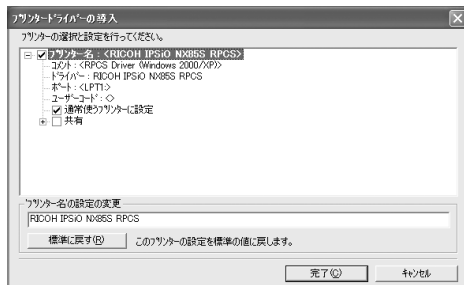 ﾌﾟﾘﾝﾀｰﾄﾞﾗｲﾊﾞｰの導入
ﾌﾟﾘﾝﾀｰの選択と設定を行ってください。
ﾌﾟﾘﾝﾀｰ名 : <RICOH IPSiO NX85S RPCS>
ｺﾒﾝﾄ : <RPCS Driver (Windows 2000/XP)>
ﾄﾞﾗｲﾊﾞｰ : RICOH IPSiO NX85S RPCS
ﾎﾟｰﾄ : <LPT1:>
ﾕｰｻﾞｰｺｰﾄﾞ : <>
通常使うﾌﾟﾘﾝﾀｰに設定
共有
'ﾌﾟﾘﾝﾀｰ名'の設定の変更
RICOH IPSiO NX85S RPCS
標準に戻す(R) このﾌﾟﾘﾝﾀｰの設定を標準の値に戻します。
完了(C) ｷｬﾝｾﾙ